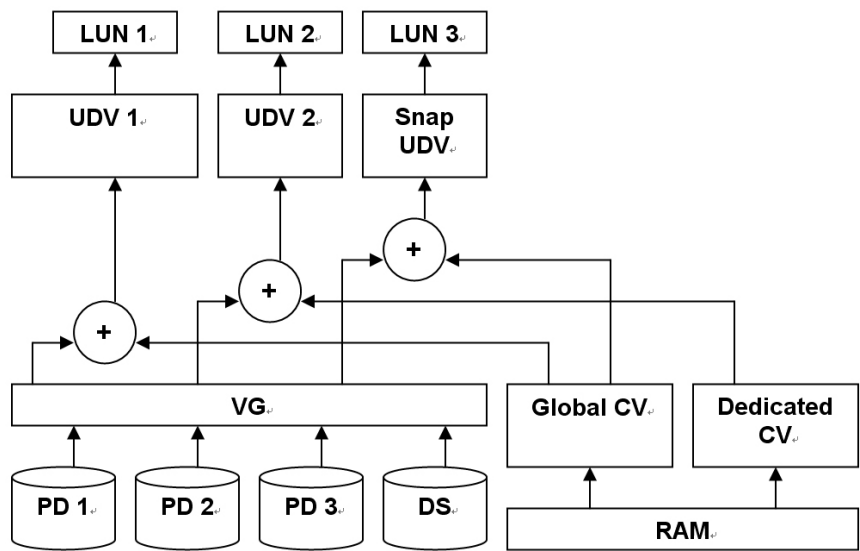 LUN 1
LUN 2
LUN 3
UDV 1
UDV 2
Snap
UDV
+
+
+
VG
Global CV
Dedicated
CV
PD 1
PD 2
PD 3
DS
RAM